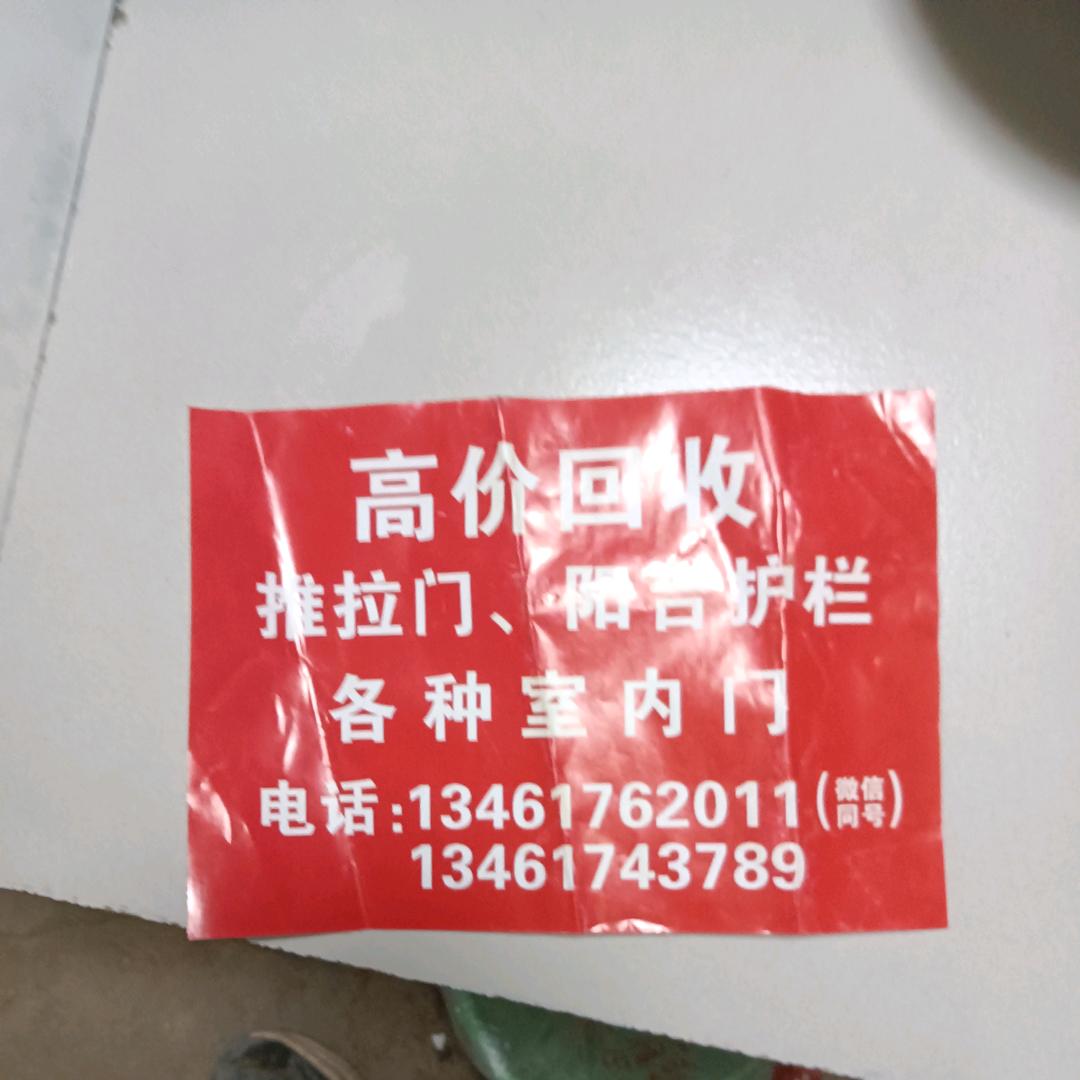 高价回收
推拉门、阳台护栏
各种室内门
电话:13461762011(微信同号)
13461743789